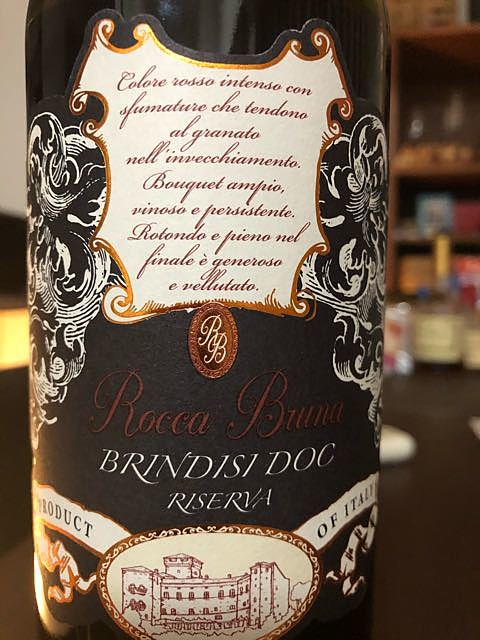 Colore rosso intenso con
sfumature che tendono
al granato
nell'invecchiamento.
Bouquet ampio,
vinoso e persistente.
Rotondo e pieno nel
finale è generoso
e vellutato.
RB
Rocca Bruna
BRINDISI DOC
RISERVA
PRODUCT OF ITALY